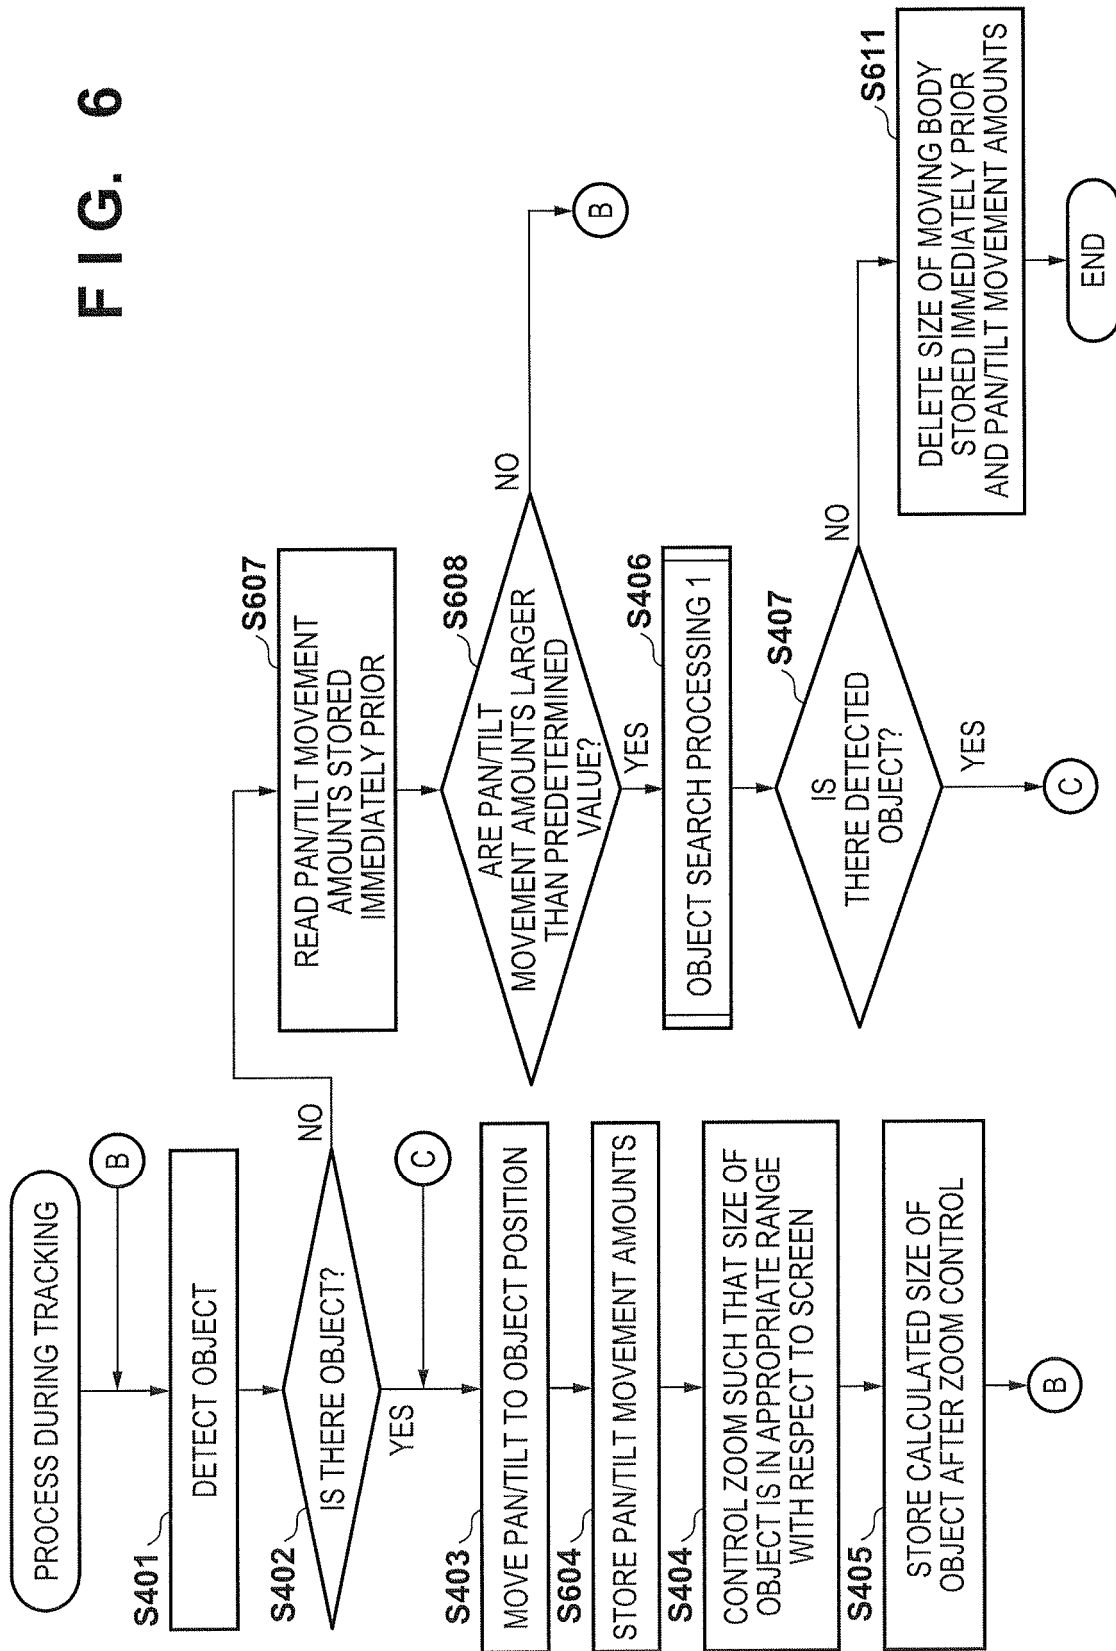 FIG. 6
PROCESS DURING TRACKING
B
S401
DETECT OBJECT
S402
IS THERE OBJECT?
NO
YES
C
S403
MOVE PAN/TILT TO OBJECT POSITION
S604
STORE PAN/TILT MOVEMENT AMOUNTS
S404
CONTROL ZOOM SUCH THAT SIZE OF
OBJECT IS IN APPROPRIATE RANGE
WITH RESPECT TO SCREEN
S405
STORE CALCULATED SIZE OF
OBJECT AFTER ZOOM CONTROL
B
S607
READ PAN/TILT MOVEMENT
AMOUNTS STORED
IMMEDIATELY PRIOR
S608
ARE PAN/TILT
MOVEMENT AMOUNTS LARGER
THAN PREDETERMINED
VALUE?
NO
B
YES
S406
OBJECT SEARCH PROCESSING 1
S407
IS
THERE DETECTED
OBJECT?
NO
YES
C
S611
DELETE SIZE OF MOVING BODY
STORED IMMEDIATELY PRIOR
AND PAN/TILT MOVEMENT AMOUNTS
END